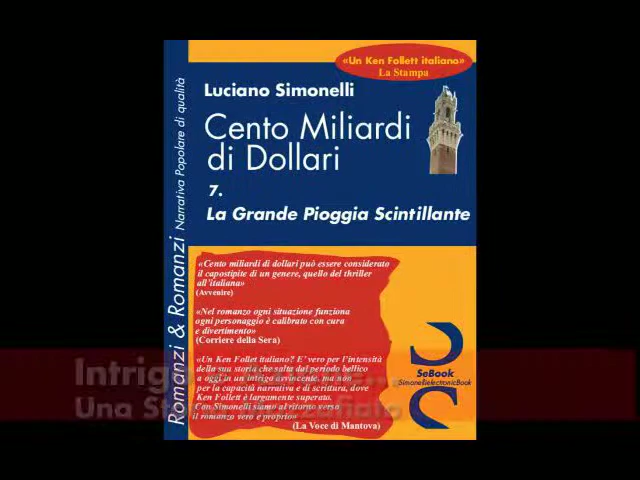 «Un Ken Follett italiano»
La Stampa
Luciano Simonelli
Cento Miliardi
di Dollari
7.
La Grande Pioggia Scintillante
Romanzi & Romanzi Narrativa Popolare di qualità
«Cento miliardi di dollari può essere considerato
il capostipite di un genere, quello del thriller
all'italiana»
(Avvenire)
«Nel romanzo ogni situazione funziona
ogni personaggio è calibrato con cura
e divertimento»
(Corriere della Sera)
«Un Ken Follet italiano? E' vero per l'intensità
della sua storia che salta dal periodo bellico
a oggi in un intrigo avvincente, ma non
per la capacità narrativa e di scritura, dove
Ken Follett è largamente superato.
Con Simonelli siamo al ritorno verso
il romanzo vero e proprio»
(La Voce di Mantova)
SeBook
SimonelliElectronicBook
Intrigo
Una